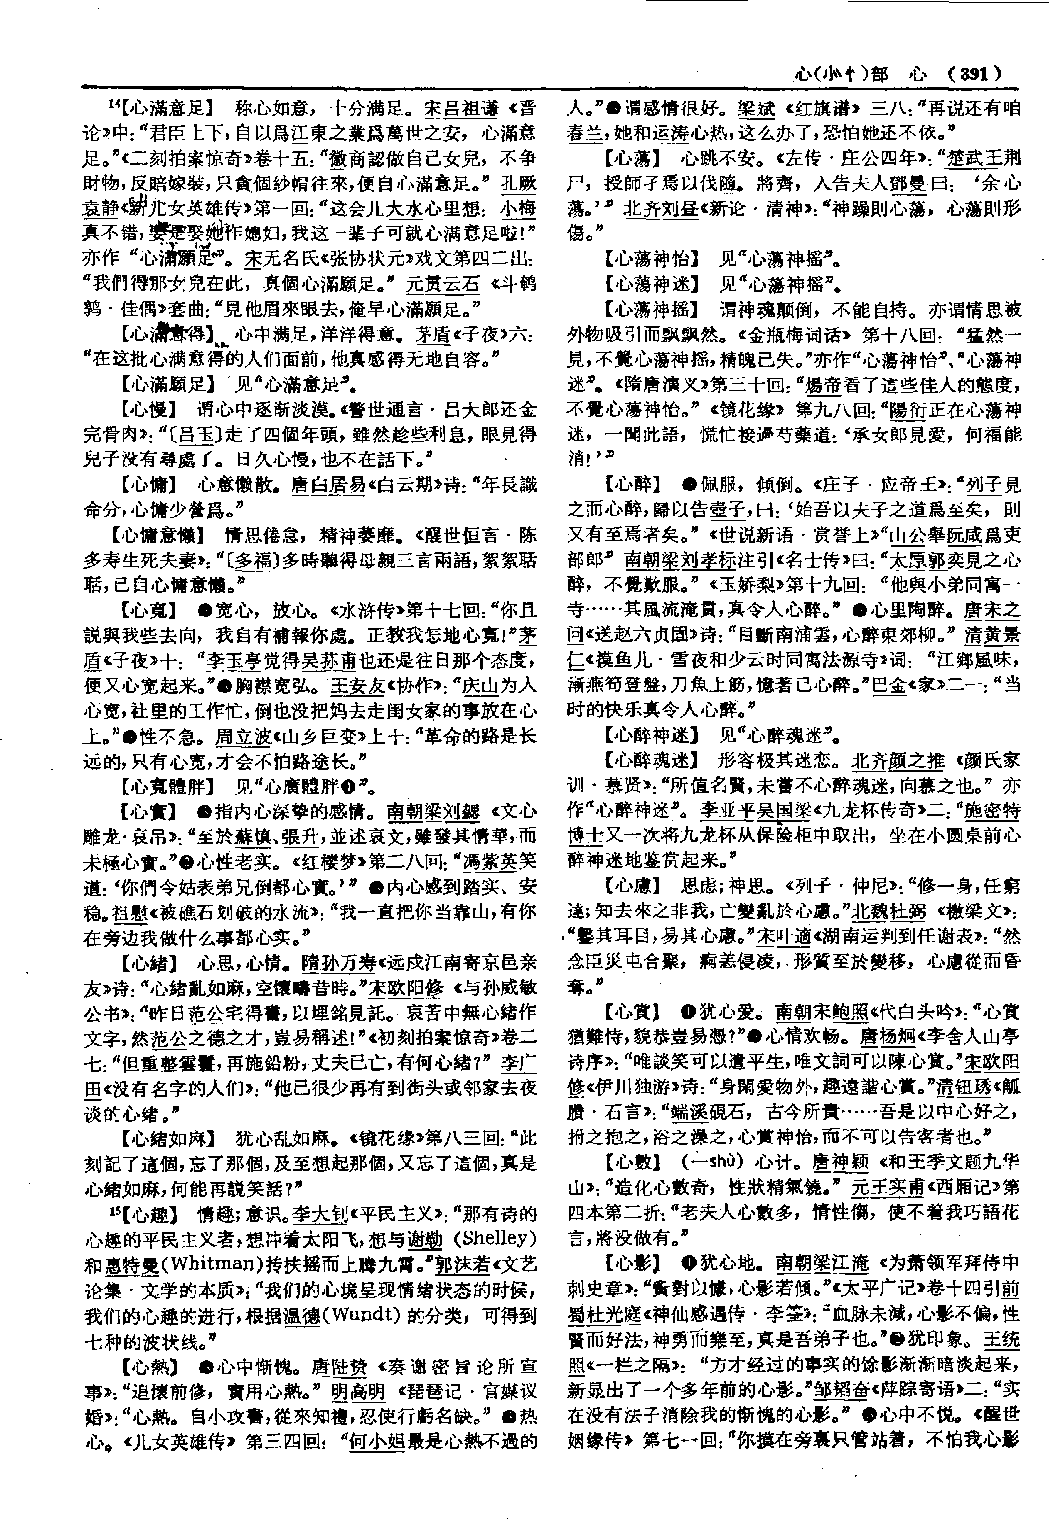 心(小忄)部　心　(391)
¹⁴【心滿意足】　称心如意，十分满足。宋吕祖谦《晋
论》中：“君臣上下，自以爲江東之業爲萬世之安，心滿意
足。”《二刻拍案惊奇》卷十五：“徽商認做自己女兒，不争
財物，反賠嫁裝，只貪個紗帽往來，便自心滿意足。”孔厥
袁静《新儿女英雄传》第一回：“这会儿大水心里想：小梅
真不错，要是娶她作媳妇，我这一辈子可就心满意足啦！”
亦作“心滿願足”。宋无名氏《张协状元》戏文第四二出：
“我們得那女兒在此，真個心滿願足。”元贯云石《斗鹌
鹑·佳偶》套曲：“見他眉來眼去，俺早心滿願足。”
【心滿意得】　心中满足，洋洋得意。茅盾《子夜》六：
“在这批心满意得的人们面前，他真感得无地自容。”
【心滿願足】　见“心滿意足”。
【心慢】　谓心中逐渐淡漠。《警世通言·吕大郎还金
完骨肉》：“〔吕玉〕走了四個年頭，雖然趁些利息，眼見得
兒子没有尋處了。日久心慢，也不在話下。”
【心慵】　心意懒散。唐白居易《白云期》诗：“年長識
命分，心慵少營爲。”
【心慵意懶】　情思倦怠，精神萎靡。《醒世恒言·陈
多寿生死夫妻》：“〔多福〕多時聽得母親三言兩語，絮絮聒
聒，已自心慵意懶。”
【心寬】　❶宽心，放心。《水浒传》第十七回：“你且
説與我些去向，我自有補報你處。正教我怎地心寬！”茅
盾《子夜》十：“李玉亭觉得吴荪甫也还是往日那个态度，
便又心宽起来。”❷胸襟宽弘。王安友《协作》：“庆山为人
心宽，社里的工作忙，倒也没把妈去走闺女家的事放在心
上。”❸性不急。周立波《山乡巨变》上十：“革命的路是长
远的，只有心宽，才会不怕路途长。”
【心寬體胖】　见“心廣體胖❶”。
【心實】　❶指内心深挚的感情。南朝梁刘勰《文心
雕龙·哀吊》：“至於蘇慎、張升，並述哀文，雖發其情華，而
未極心實。”❷心性老实。《红楼梦》第二八回：“馮紫英笑
道：‘你們令姑表弟兄倒都心實。’”❸内心感到踏实、安
稳。祖慰《被礁石划破的水流》：“我一直把你当靠山，有你
在旁边我做什么事都心实。”
【心緒】　心思，心情。隋孙万寿《远戍江南寄京邑亲
友》诗：“心緒亂如麻，空懷疇昔時。”宋欧阳修《与孙威敏
公书》：“昨日范公宅得書，以埋銘見託。哀苦中無心緒作
文字，然范公之德之才，豈易稱述！”《初刻拍案惊奇》卷二
七：“但重整雲鬟，再施鉛粉，丈夫已亡，有何心緒？”李广
田《没有名字的人们》：“他已很少再有到街头或邻家去夜
谈的心绪。”
【心緒如麻】　犹心乱如麻。《镜花缘》第八三回：“此
刻記了這個，忘了那個，及至想起那個，又忘了這個，真是
心緒如麻，何能再説笑話？”
¹⁵【心趣】　情趣；意识。李大钊《平民主义》：“那有诗的
心趣的平民主义者，想冲着太阳飞，想与谢勒 (Shelley)
和惠特曼(Whitman)抟扶摇而上腾九霄。”郭沫若《文艺
论集·文学的本质》：“我们的心境呈现情绪状态的时候，
我们的心趣的进行，根据温德(Wundt)的分类，可得到
七种的波状线。”
【心熱】　❶心中惭愧。唐陆贽《奏谢密旨论所宣
事》：“追懷前修，實用心熱。”明高明《琵琶记·官媒议
婚》：“心熱。自小攻書，從來知禮，忍使行虧名缺。”❷热
心。《儿女英雄传》第三四回：“何小姐最是心熱不過的
人。”❸谓感情很好。梁斌《红旗谱》三八：“再说还有咱
春兰，她和运涛心热，这么办了，恐怕她还不依。”
【心蕩】　心跳不安。《左传·庄公四年》：“楚武王荆
尸，授師孑焉以伐隨。將齊，入告夫人鄧曼曰：‘余心
蕩。’”北齐刘昼《新论·清神》：“神躁則心蕩，心蕩則形
傷。”
【心蕩神怡】　见“心蕩神摇”。
【心蕩神迷】　见“心蕩神摇”。
【心蕩神摇】　谓神魂颠倒，不能自持。亦谓情思被
外物吸引而飘飘然。《金瓶梅词话》第十八回：“猛然一
見，不覺心蕩神摇，精魄已失。”亦作“心蕩神怡”、“心蕩神
迷”。《隋唐演义》第三十回：“煬帝看了這些佳人的態度，
不覺心蕩神怡。”《镜花缘》第九八回：“陽衍正在心蕩神
迷，一聞此語，慌忙接過芍藥道：‘承女郎見愛，何福能
消！’”
【心醉】　❶佩服，倾倒。《庄子·应帝王》：“列子見
之而心醉，歸以告壺子，曰：‘始吾以夫子之道爲至矣，則
又有至焉者矣。’”《世说新语·赏誉上》“山公舉阮咸爲吏
部郎”南朝梁刘孝标注引《名士传》曰：“太原郭奕見之心
醉，不覺歎服。”《玉娇梨》第十九回：“他與小弟同寓一
寺……其風流淹貫，真令人心醉。”❷心里陶醉。唐宋之
问《送赵六贞固》诗：“目斷南浦雲，心醉東郊柳。”清黄景
仁《摸鱼儿·雪夜和少云时同寓法源寺》词：“江鄉風味，
漸燕筍登盤，刀魚上筯，憶著已心醉。”巴金《家》二一：“当
时的快乐真令人心醉。”
【心醉神迷】　见“心醉魂迷”。
【心醉魂迷】　形容极其迷恋。北齐颜之推《颜氏家
训·慕贤》：“所值名賢，未嘗不心醉魂迷，向慕之也。”亦
作“心醉神迷”。李亚平吴国梁《九龙杯传奇》二：“施密特
博士又一次将九龙杯从保险柜中取出，坐在小圆桌前心
醉神迷地鉴赏起来。”
【心慮】　思虑；神思。《列子·仲尼》：“修一身，任窮
達；知去來之非我，亡變亂於心慮。”北魏杜弼《檄梁文》：
“鑒其耳目，易其心慮。”宋叶適《湖南运判到任谢表》：“然
念臣災屯合聚，痾恙侵凌，形質至於變移，心慮從而昏
奪。”
【心賞】　❶犹心爱。南朝宋鲍照《代白头吟》：“心賞
猶難恃，貌恭豈易憑？”❷心情欢畅。唐杨炯《李舍人山亭
诗序》：“唯談笑可以遣平生，唯文詞可以陳心賞。”宋欧阳
修《伊川独游》诗：“身閑愛物外，趣遠諧心賞。”清钮琇《觚
賸·石言》：“端溪硯石，古今所貴……吾是以中心好之，
拊之抱之，浴之澡之，心賞神怡，而不可以告客者也。”
【心數】　（—shù）心计。唐神颖《和王季文题九华
山》：“造化心數奇，性狀精氣饒。”元王实甫《西厢记》第
四本第二折：“老夫人心數多，情性㑳，使不着我巧語花
言，將没做有。”
【心影】　❶犹心地。南朝梁江淹《为萧领军拜侍中
刺史章》：“銜對以慷，心影若傾。”《太平广记》卷十四引前
蜀杜光庭《神仙感遇传·李筌》：“血脉未減，心影不偏，性
賢而好法，神勇而樂至，真是吾弟子也。”❷犹印象。王统
照《一栏之隔》：“方才经过的事实的馀影渐渐暗淡起来，
新显出了一个多年前的心影。”邹韬奋《萍踪寄语》二：“实
在没有法子消除我的惭愧的心影。”❸心中不悦。《醒世
姻缘传》第七一回：“你摸在旁裏只管站着，不怕我心影